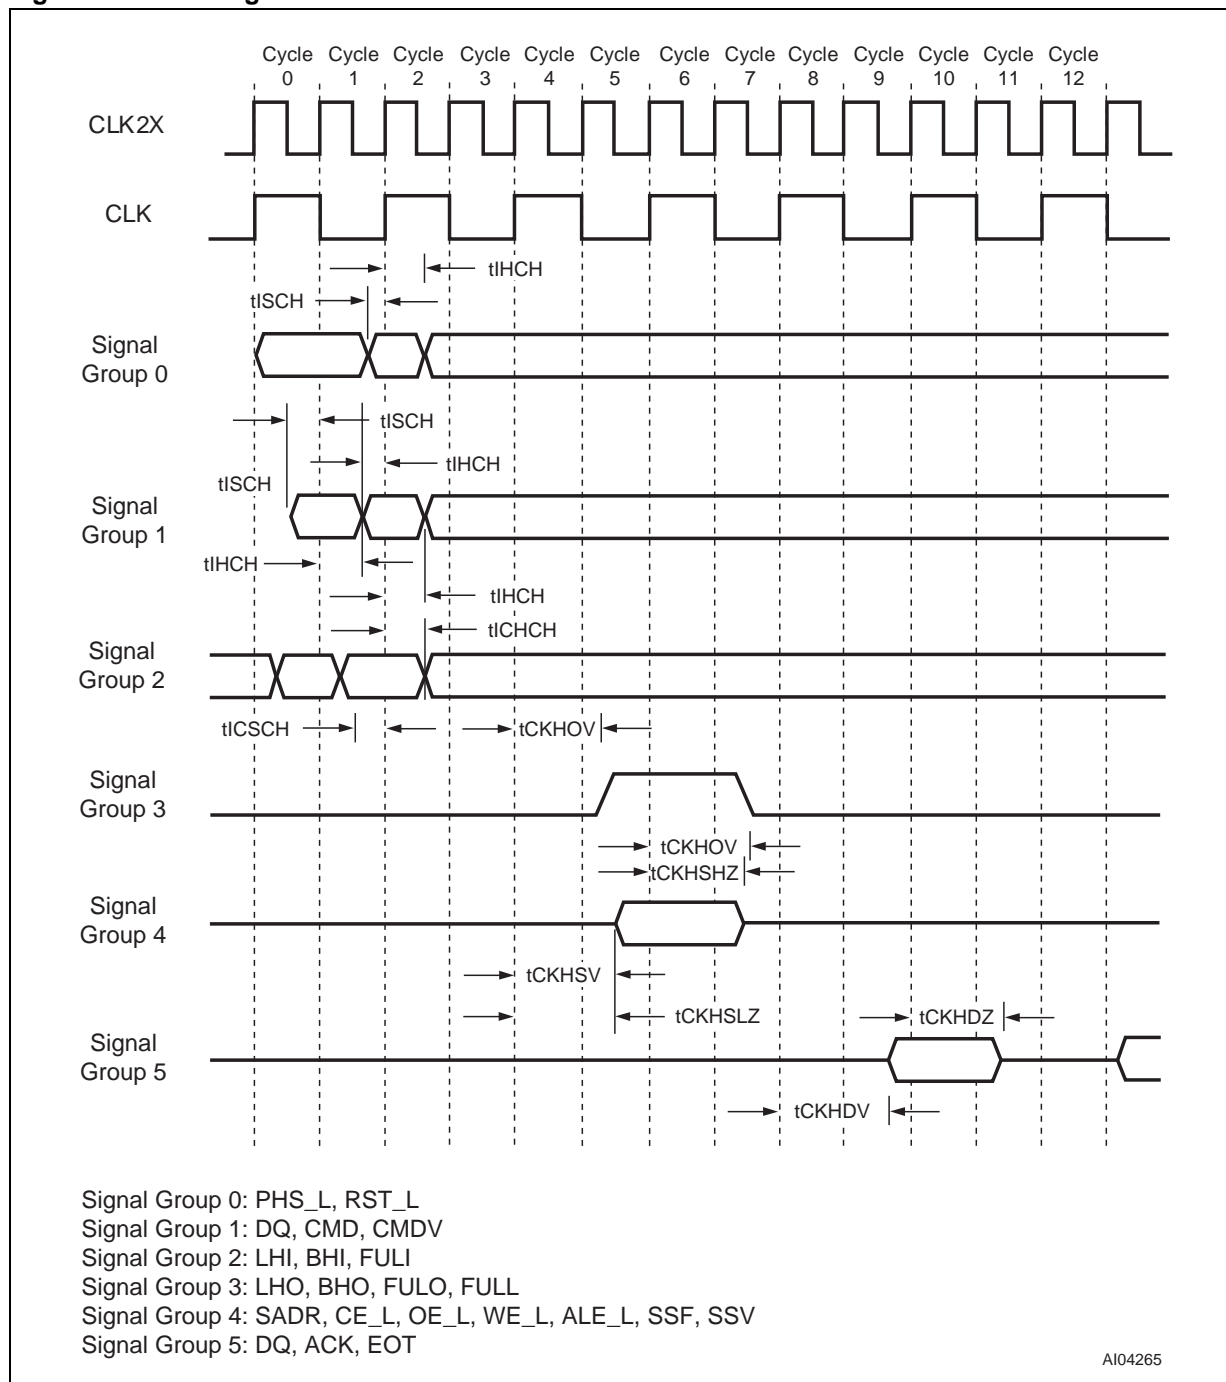 Cycle Cycle Cycle Cycle Cycle Cycle Cycle Cycle Cycle Cycle Cycle Cycle Cycle
0 1 2 3 4 5 6 7 8 9 10 11 12
CLK2X
CLK
tIHCH
tISCH
Signal
Group 0
tISCH
tIHCH
tISCH
Signal
Group 1
tIHCH
tIHCH
tICHCH
Signal
Group 2
tICSCH
tCKHOV
Signal
Group 3
tCKHOV
tCKHSHZ
Signal
Group 4
tCKHSV
tCKHSLZ
tCKHDZ
Signal
Group 5
tCKHDV
Signal Group 0: PHS_L, RST_L
Signal Group 1: DQ, CMD, CMDV
Signal Group 2: LHI, BHI, FULI
Signal Group 3: LHO, BHO, FULO, FULL
Signal Group 4: SADR, CE_L, OE_L, WE_L, ALE_L, SSF, SSV
Signal Group 5: DQ, ACK, EOT
AI04265